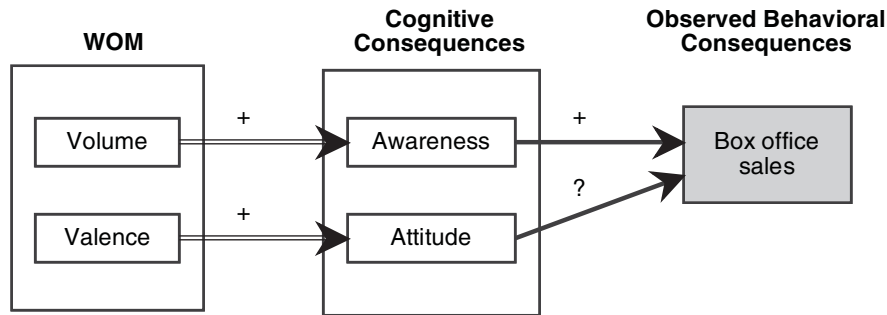 WOM
Cognitive
Consequences
Observed Behavioral
Consequences
Volume
+
Awareness
+
Box office
sales
Valence
+
Attitude
?